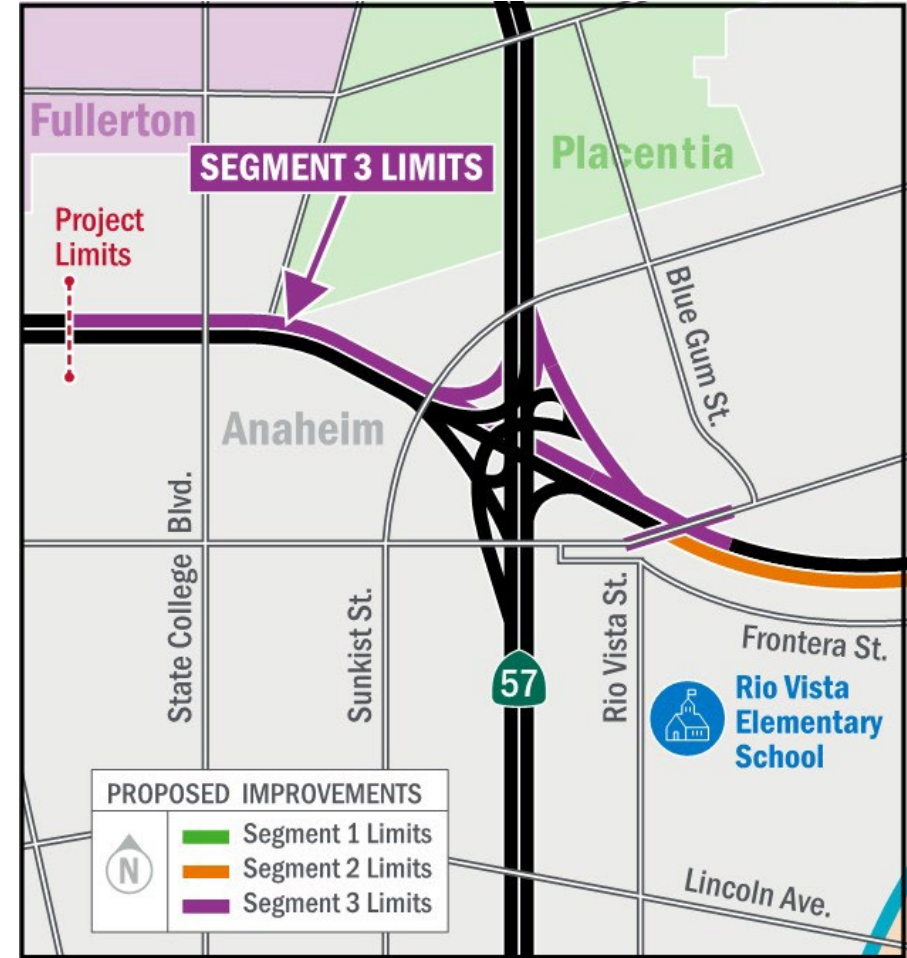 Fullerton
SEGMENT 3 LIMITS
Placentia
Project
Limits
Blue Gum St.
Anaheim
State College Blvd.
Sunkist St.
Rio Vista St.
Frontera St.
57
Rio Vista
Elementary
School
PROPOSED IMPROVEMENTS
N
Segment 1 Limits
Segment 2 Limits
Segment 3 Limits
Lincoln Ave.